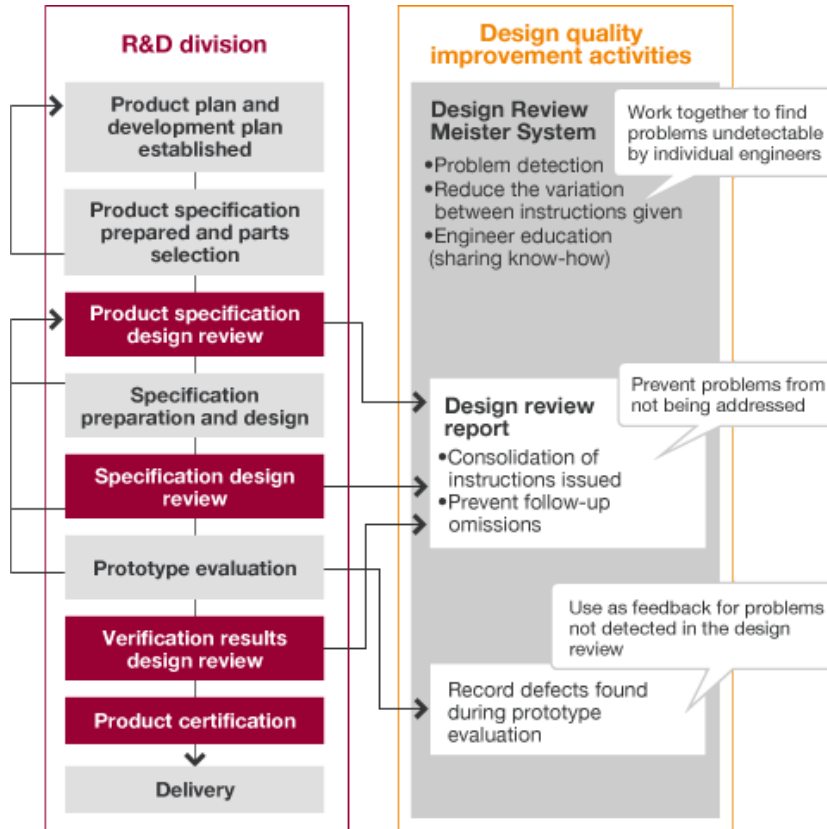 R&D division
Product plan and
development plan
established
Product specification
prepared and parts
selection
Product specification
design review
Specification
preparation and design
Specification design
review
Prototype evaluation
Verification results
design review
Product certification
Delivery
Design quality
improvement activities
Design Review
Meister System
•Problem detection
•Reduce the variation
between instructions given
•Engineer education
(sharing know-how)
Work together to find
problems undetectable
by individual engineers
Design review
report
•Consolidation of
instructions issued
•Prevent follow-up
omissions
Prevent problems from
not being addressed
Use as feedback for problems
not detected in the design
review
Record defects found
during prototype
evaluation